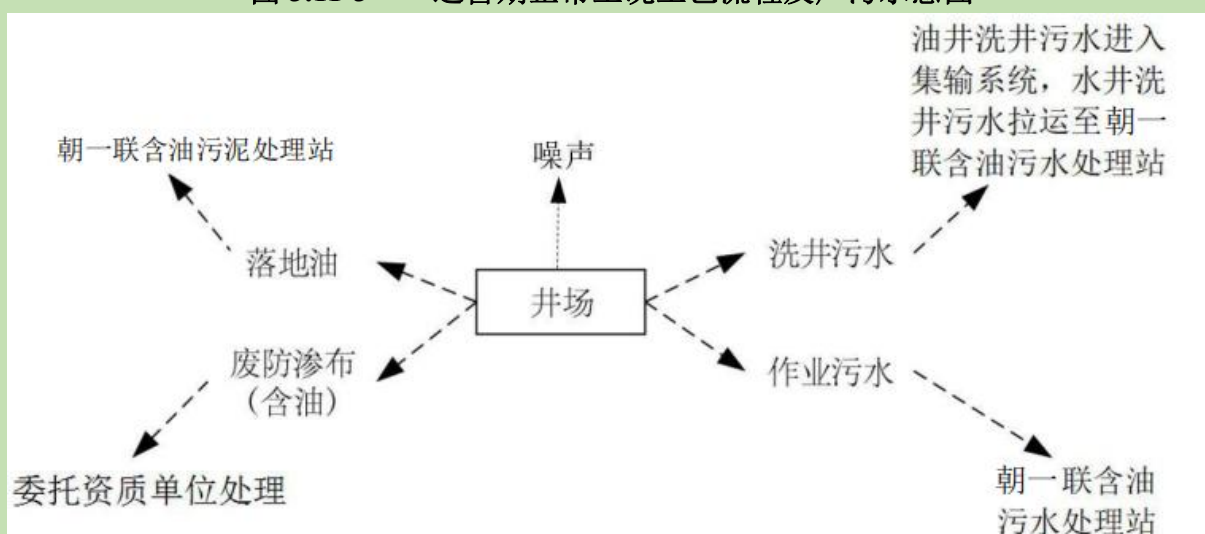 油井洗井污水进入
集输系统，水井洗
井污水拉运至朝一
联含油污水处理站
朝一联含油污泥处理站
噪声
落地油
洗井污水
井场
废防渗布
（含油）
作业污水
委托资质单位处理
朝一联含油
污水处理站